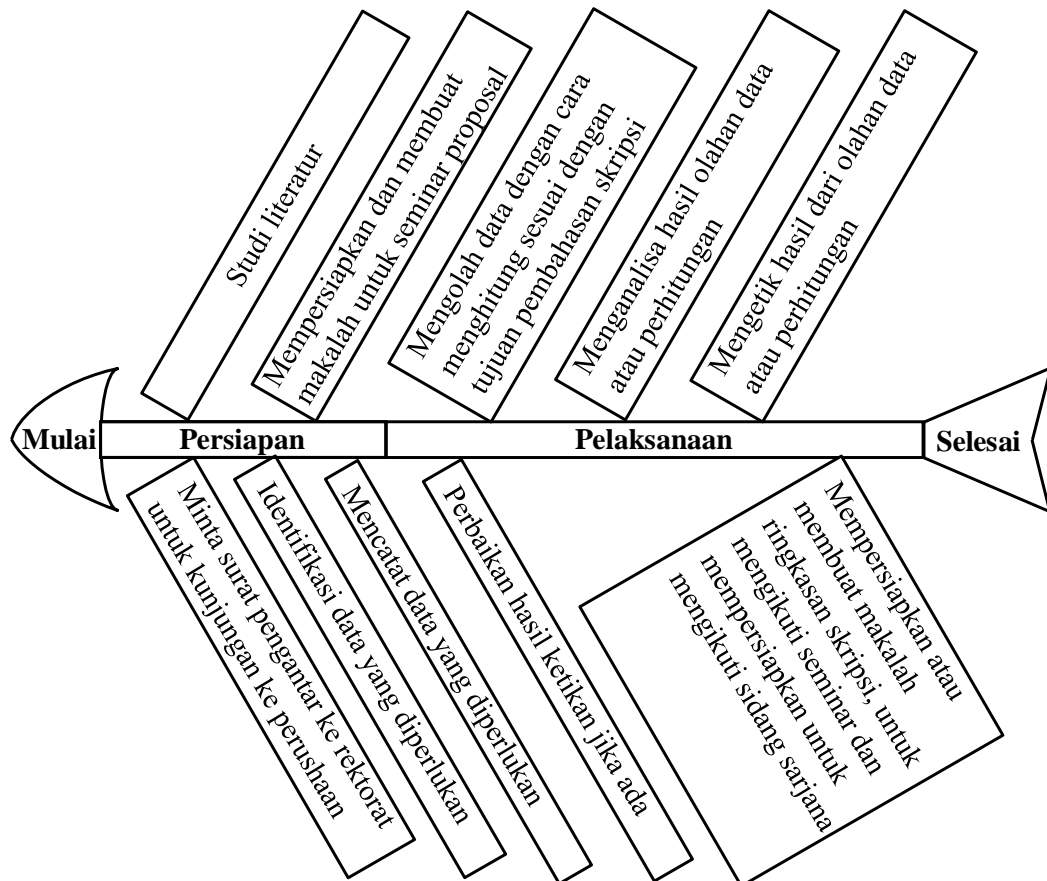 Studi literatur
Mempersiapkan dan membuat
makalah untuk seminar proposal
Mengolah data dengan cara
menghitung sesuai dengan
tujuan pembahasan skripsi
Menganalisa hasil olahan data
atau perhitungan
Mengetik hasil dari olahan data
atau perhitungan
Mulai
Persiapan
Pelaksanaan
Selesai
Minta surat pengantar ke rektorat
untuk kunjungan ke perushaan
Identifikasi data yang diperlukan
Mencatat data yang diperlukan
Perbaikan hasil ketikan jika ada
Mempersiapkan atau
membuat makalah
ringkasan skripsi, untuk
mengikuti seminar dan
mempersiapkan untuk
mengikuti sidang sarjana